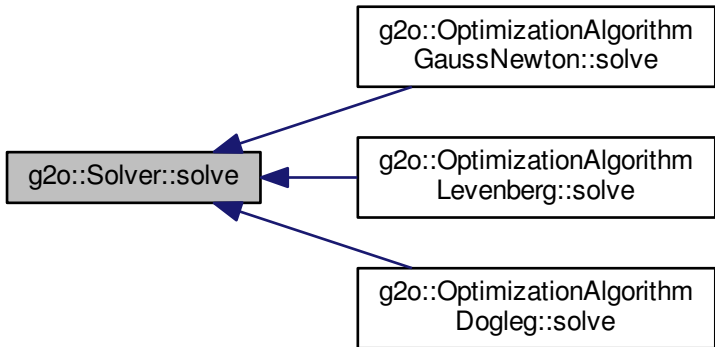 g2o::OptimizationAlgorithm
GaussNewton::solve
g2o::Solver::solve
g2o::OptimizationAlgorithm
Levenberg::solve
g2o::OptimizationAlgorithm
Dogleg::solve